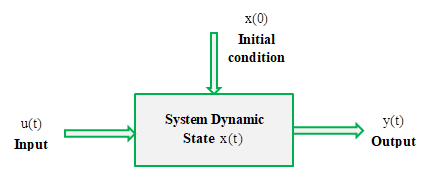 x(0)
Initial
condition
u(t)
Input
System Dynamic
State x(t)
y(t)
Output